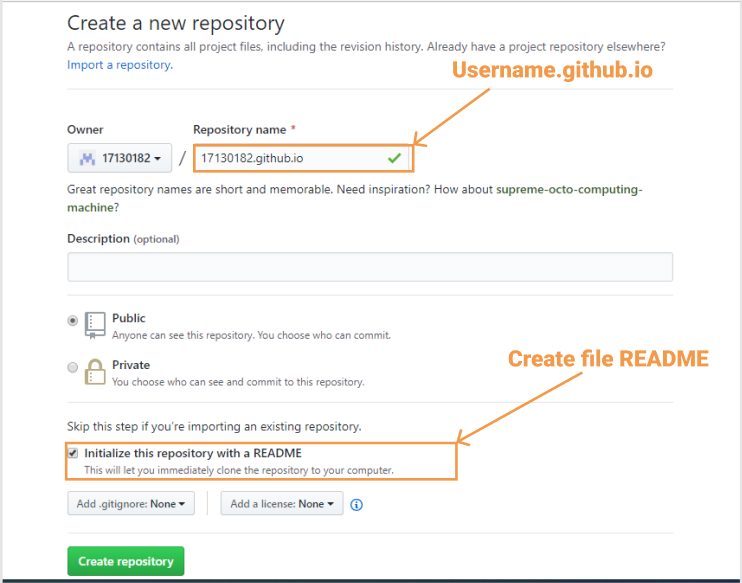 Create a new repository
A repository contains all project files, including the revision history. Already have a project repository elsewhere?
Import a repository.
Username.github.io
Owner
Repository name *
17130182
/
17130182.github.io
Great repository names are short and memorable. Need inspiration? How about supreme-octo-computing-
machine?
Description (optional)
Public
Anyone can see this repository. You choose who can commit.
Private
You choose who can see and commit to this repository.
Create file README
Skip this step if you're importing an existing repository.
Initialize this repository with a README
This will let you immediately clone the repository to your computer.
Add .gitignore: None
Add a license: None
Create repository